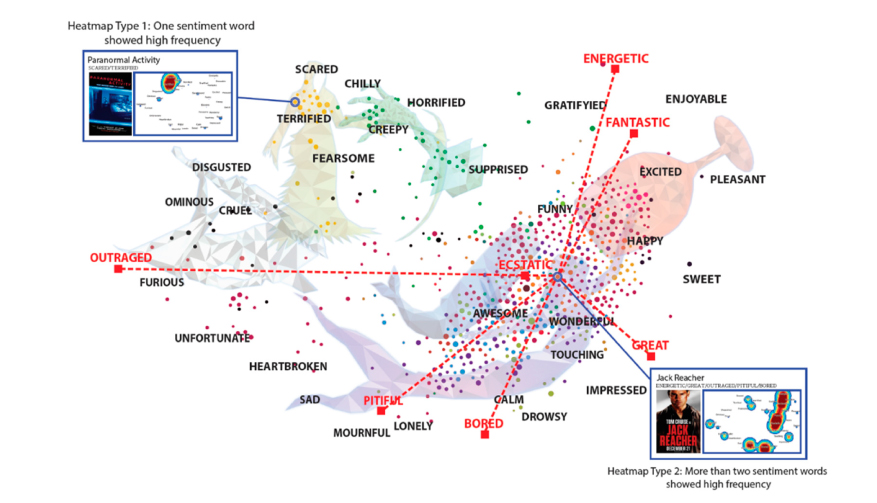 Heatmap Type 1: One sentiment word
showed high frequency
Paranormal Activity
SCARED/TERRIFIED
SCARED
CHILLY
HORRIFIED
TERRIFIED
CREEPY
FEARSOME
SUPPRISED
ENERGETIC
GRATIFYIED
ENJOYABLE
FANTASTIC
EXCITED
PLEASANT
DISGUSTED
OMINOUS
CRUEL
FUNNY
HAPPY
OUTRAGED
ECSTATIC
FURIOUS
SWEET
AWESOME
WONDERFUL
UNFORTUNATE
GREAT
TOUCHING
HEARTBROKEN
IMPRESSED
SAD
PITIFUL
CALM
DROWSY
MOURNFUL
LONELY
BORED
Jack Reacher
ENERGETIC/GREAT/OUTRAGED/PITIFUL/BORED
TOM CRUISE
JACK
REACHER
DECEMBER 21
Heatmap Type 2: More than two sentiment words
showed high frequency